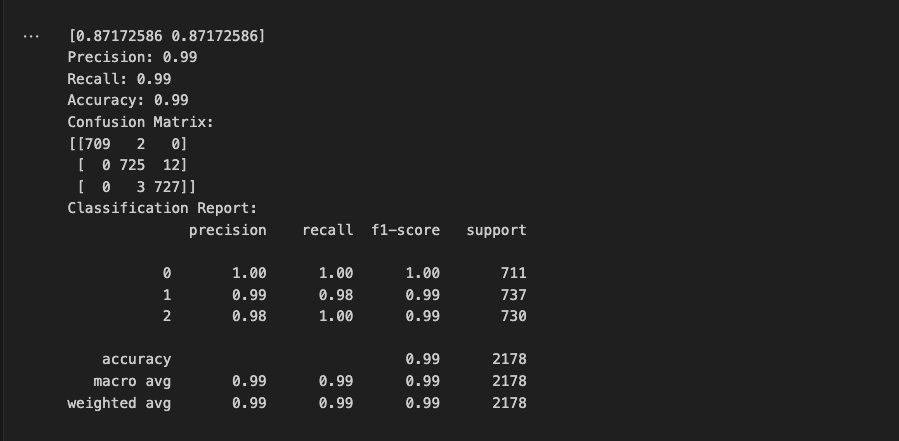 ...
[0.87172586 0.87172586]
Precision: 0.99
Recall: 0.99
Accuracy: 0.99
Confusion Matrix:
[[709   2   0]
 [  0 725  12]
 [  0   3 727]]
Classification Report:
              precision    recall  f1-score   support

           0       1.00      1.00      1.00       711
           1       0.99      0.98      0.99       737
           2       0.98      1.00      0.99       730

    accuracy                           0.99      2178
   macro avg       0.99      0.99      0.99      2178
weighted avg       0.99      0.99      0.99      2178